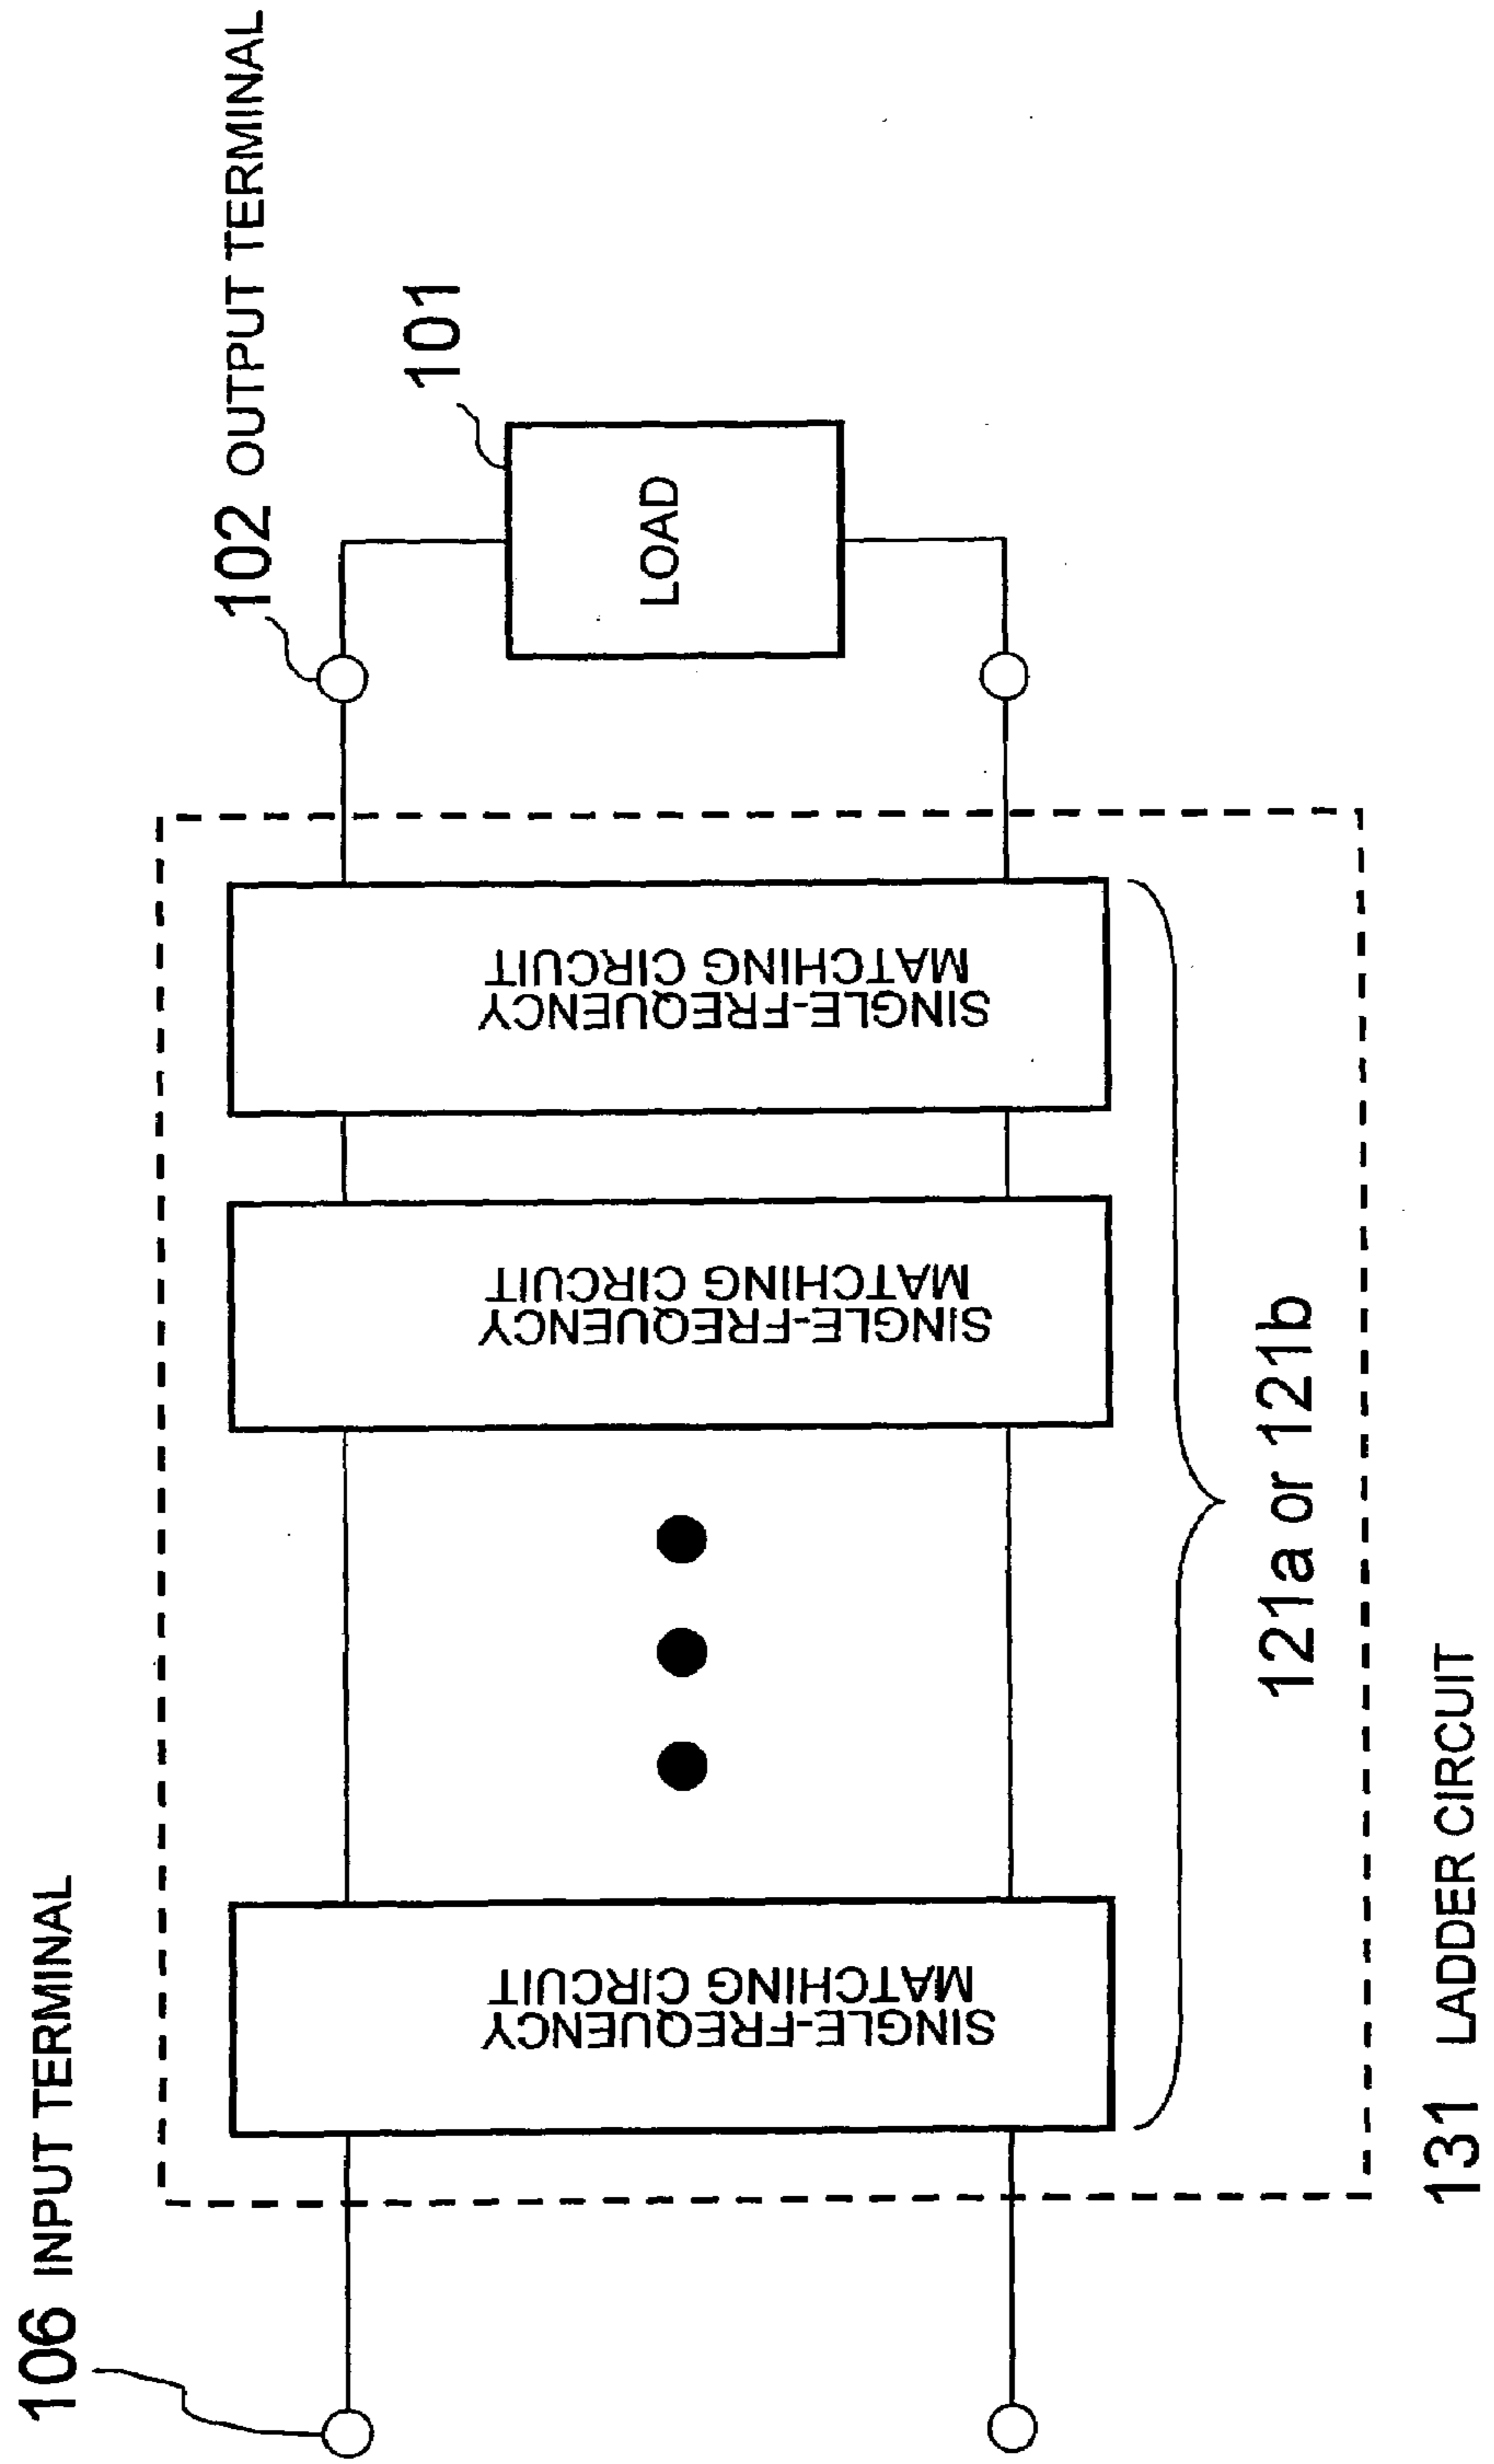 106 INPUT TERMINAL
102 OUTPUT TERMINAL
101
LOAD
SINGLE-FREQUENCY
MATCHING CIRCUIT
SINGLE-FREQUENCY
MATCHING CIRCUIT
SINGLE-FREQUENCY
MATCHING CIRCUIT
121a or 121b
131 LADDER CIRCUIT